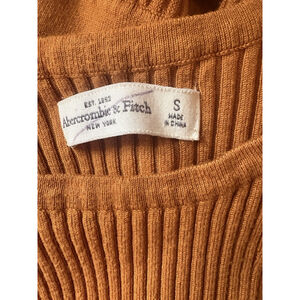 EST. 1892
Abercrombie & Fitch
NEW YORK
S
MADE
IN CHINA